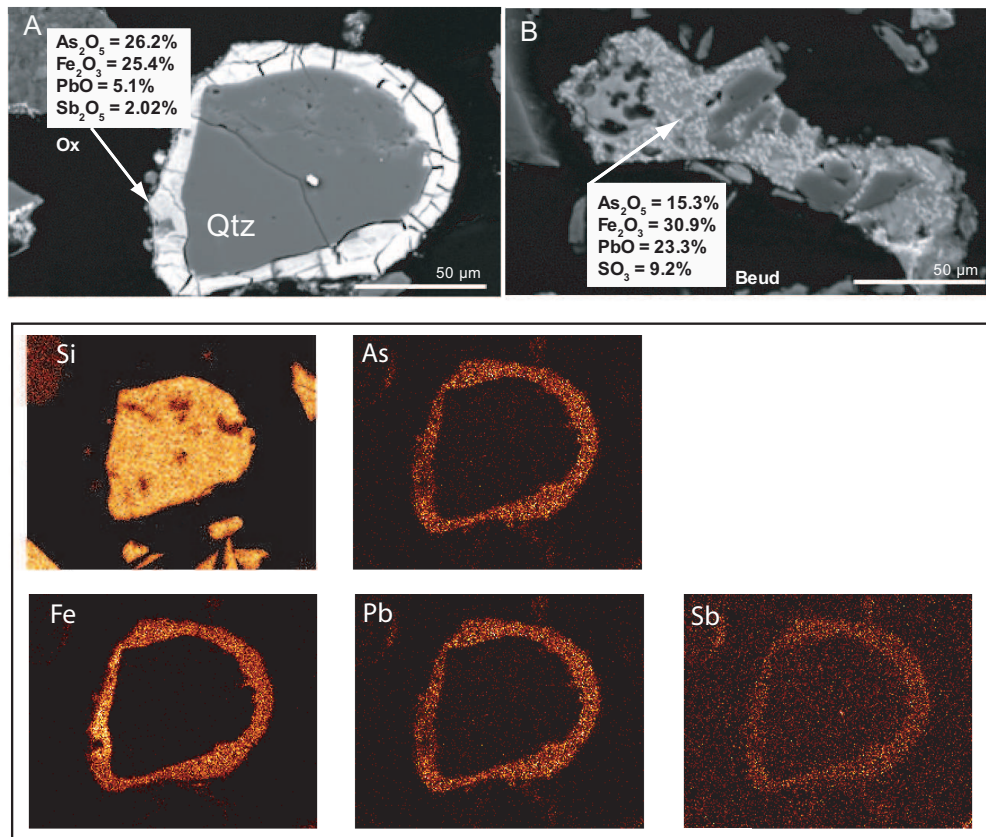 A
As₂O₅ = 26.2%
Fe₂O₃ = 25.4%
PbO = 5.1%
Sb₂O₅ = 2.02%
Ox
Qtz
50 µm
B
As₂O₅ = 15.3%
Fe₂O₃ = 30.9%
PbO = 23.3%
SO₃ = 9.2%
Beud
50 µm
Si
As
Fe
Pb
Sb